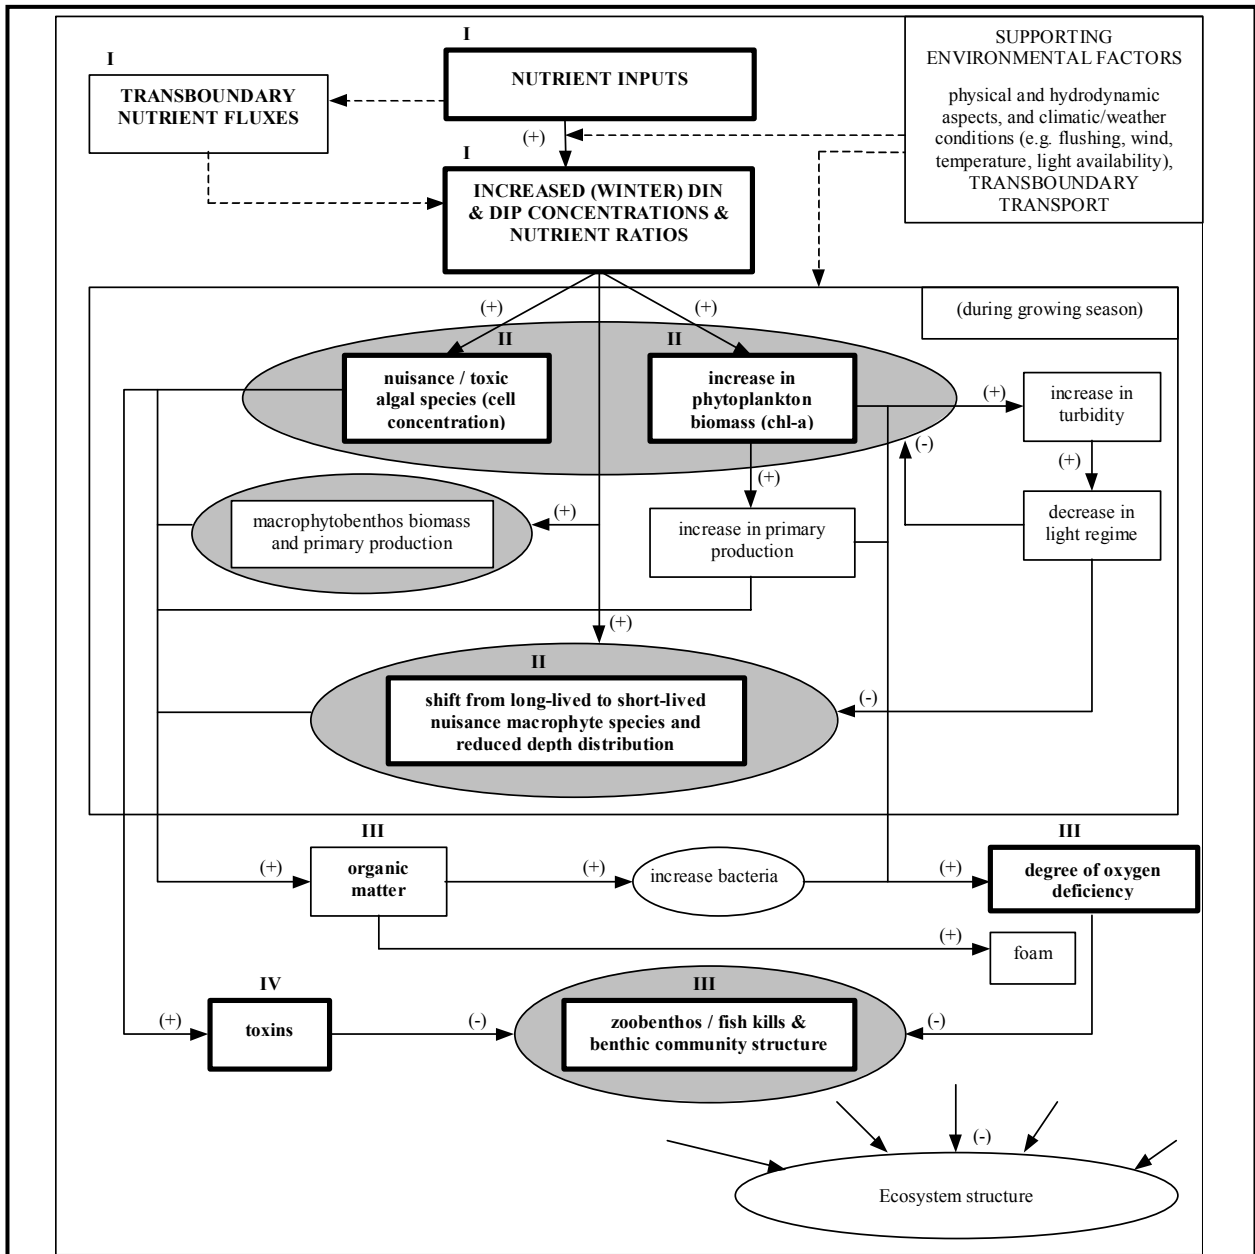 I
NUTRIENT INPUTS
I
TRANSBOUNDARY
NUTRIENT FLUXES
SUPPORTING
ENVIRONMENTAL FACTORS
physical and hydrodynamic
aspects, and climatic/weather
conditions (e.g. flushing, wind,
temperature, light availability),
TRANSBOUNDARY
TRANSPORT
(+)
I
INCREASED (WINTER) DIN
& DIP CONCENTRATIONS &
NUTRIENT RATIOS
(during growing season)
(+)
(+)
II
nuisance / toxic
algal species (cell
concentration)
II
increase in
phytoplankton
biomass (chl-a)
(+)
increase in
turbidity
(-)
(+)
(+)
macrophytobenthos biomass
and primary production
(+)
increase in primary
production
decrease in
light regime
(+)
II
shift from long-lived to short-lived
nuisance macrophyte species and
reduced depth distribution
(-)
III
(+)
organic
matter
(+)
increase bacteria
(+)
III
degree of oxygen
deficiency
(+)
foam
IV
(+)
toxins
(-)
III
zoobenthos / fish kills &
benthic community structure
(-)
(-)
Ecosystem structure